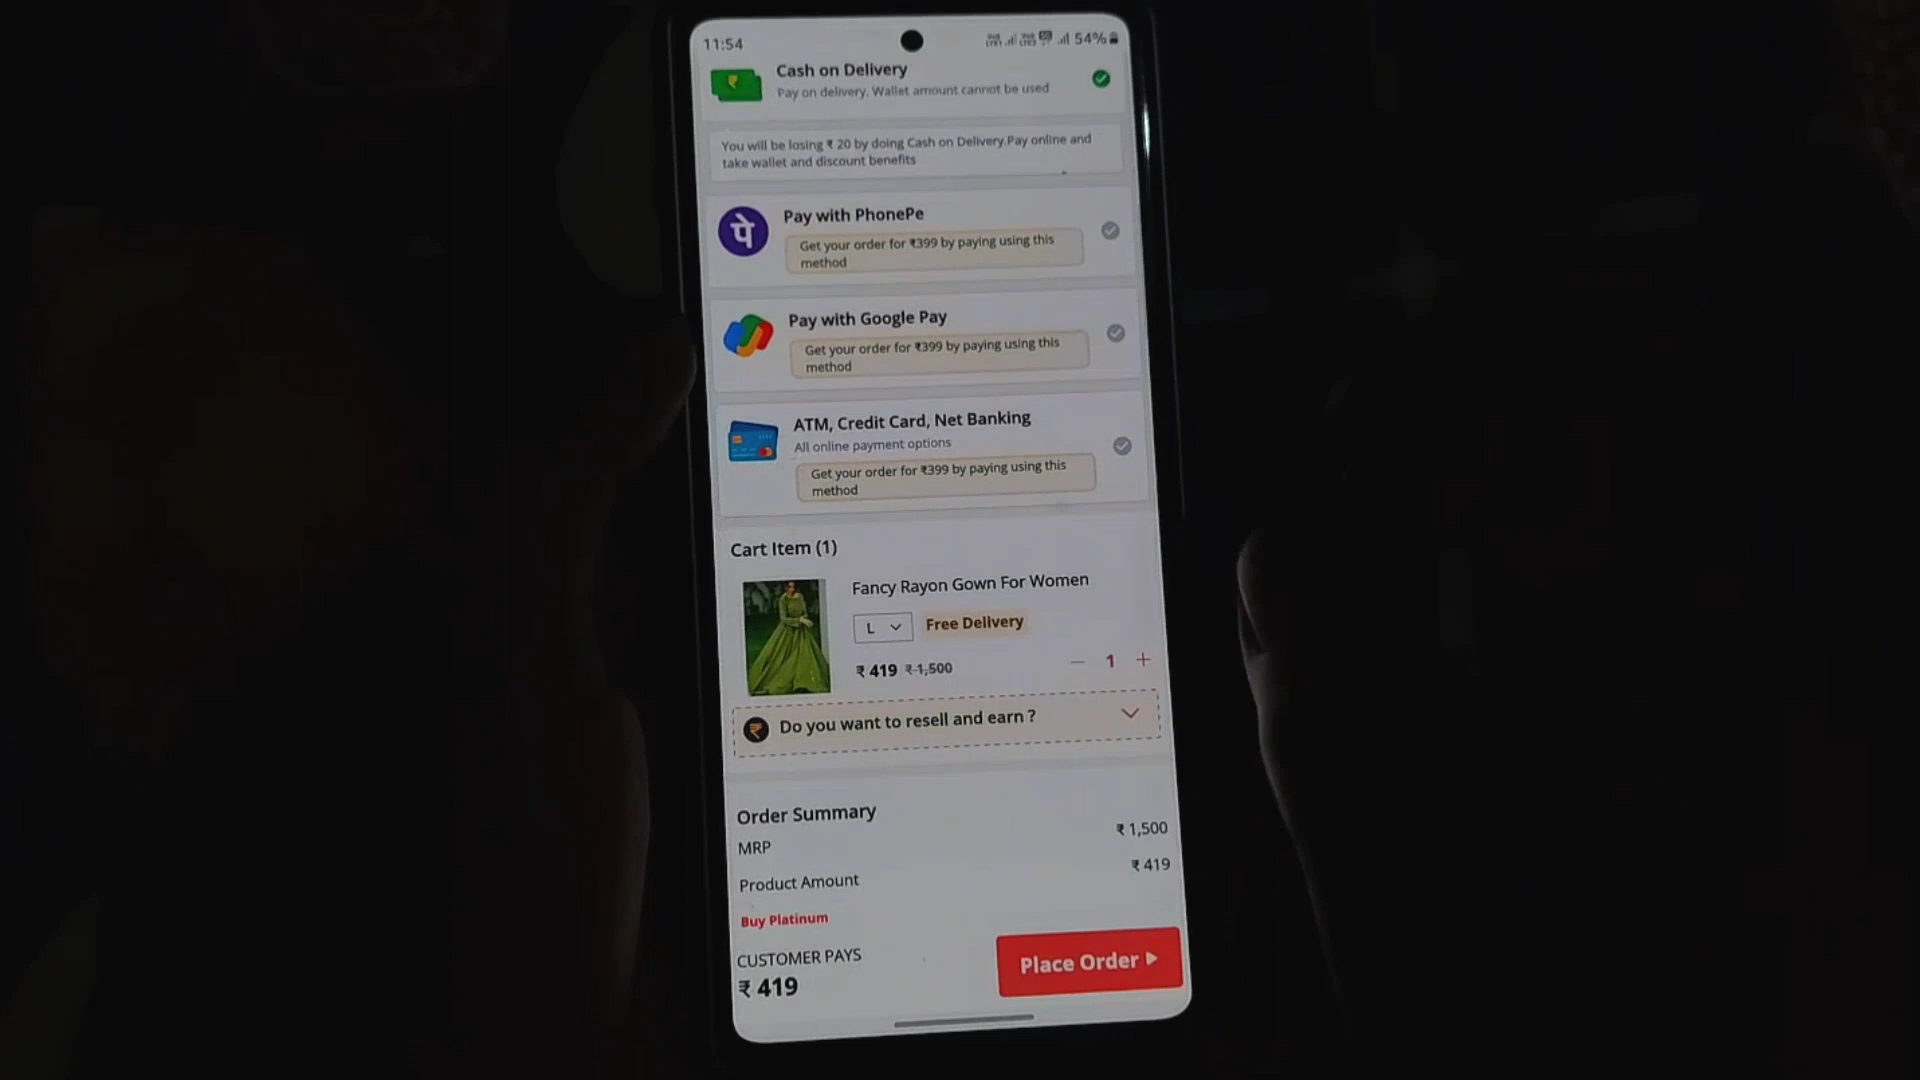 11:54
54%
Cash on Delivery
Pay on delivery, Wallet amount cannot be used
You will be losing ₹ 20 by doing Cash on Delivery.Pay online and
take wallet and discount benefits
पे
Pay with PhonePe
Get your order for ₹399 by paying using this
method
Pay with Google Pay
Get your order for ₹399 by paying using this
method
ATM, Credit Card, Net Banking
All online payment options
Get your order for ₹399 by paying using this
method
Cart Item (1)
Fancy Rayon Gown For Women
L
Free Delivery
₹ 419 ₹ 1,500
1
₹ Do you want to resell and earn ?
Order Summary
MRP ₹ 1,500
Product Amount ₹ 419
Buy Platinum
CUSTOMER PAYS
₹ 419
Place Order